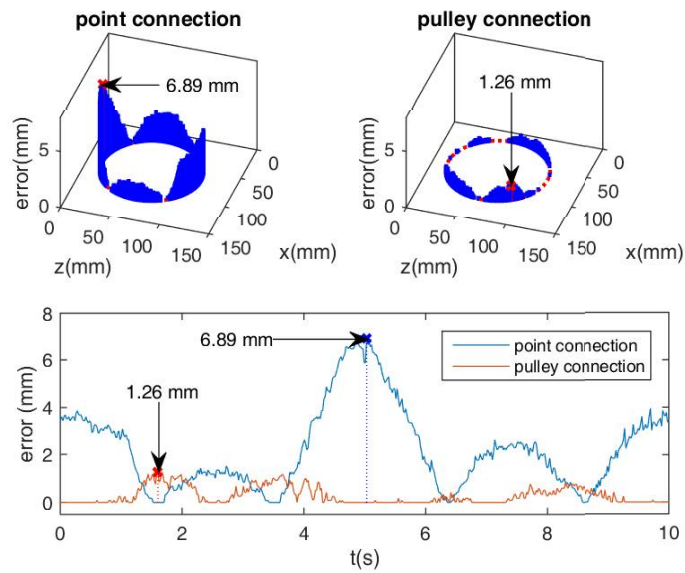 point connection
6.89 mm
error(mm)
5
0
0
50
100
150
z(mm)
0
50
100
150
x(mm)
pulley connection
1.26 mm
error(mm)
5
0
0
50
100
150
z(mm)
0
50
100
150
x(mm)
error (mm)
8
6
4
2
0
6.89 mm
1.26 mm
point connection
pulley connection
0
2
4
6
8
10
t(s)